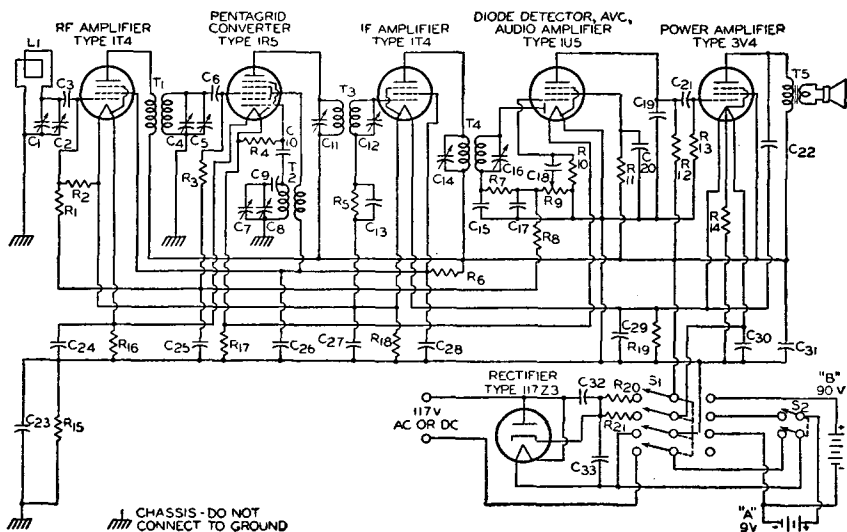 RF AMPLIFIER
TYPE 1T4
PENTAGRID
CONVERTER
TYPE 1R5
IF AMPLIFIER
TYPE 1T4
DIODE DETECTOR, AVC,
AUDIO AMPLIFIER
TYPE 1U5
POWER AMPLIFIER
TYPE 3V4
L1
C3
T1
C6
T3
T4
C19
C21
T5
C1
C2
C4
C5
R4
C10
C11
C12
C14
C16
C18
R10
R11
C20
R12
R13
C22
R1
R2
R3
C9
T2
C7
C8
R5
C13
R7
C15
C17
R9
R8
R14
R6
C24
R16
C25
R17
C26
C27
R18
C28
C29
R19
C30
C31
C23
R15
RECTIFIER
TYPE 117Z3
C32
R20
S1
"B"
90 V
117V
AC OR DC
R21
S2
C33
"A"
9V
CHASSIS - DO NOT
CONNECT TO GROUND